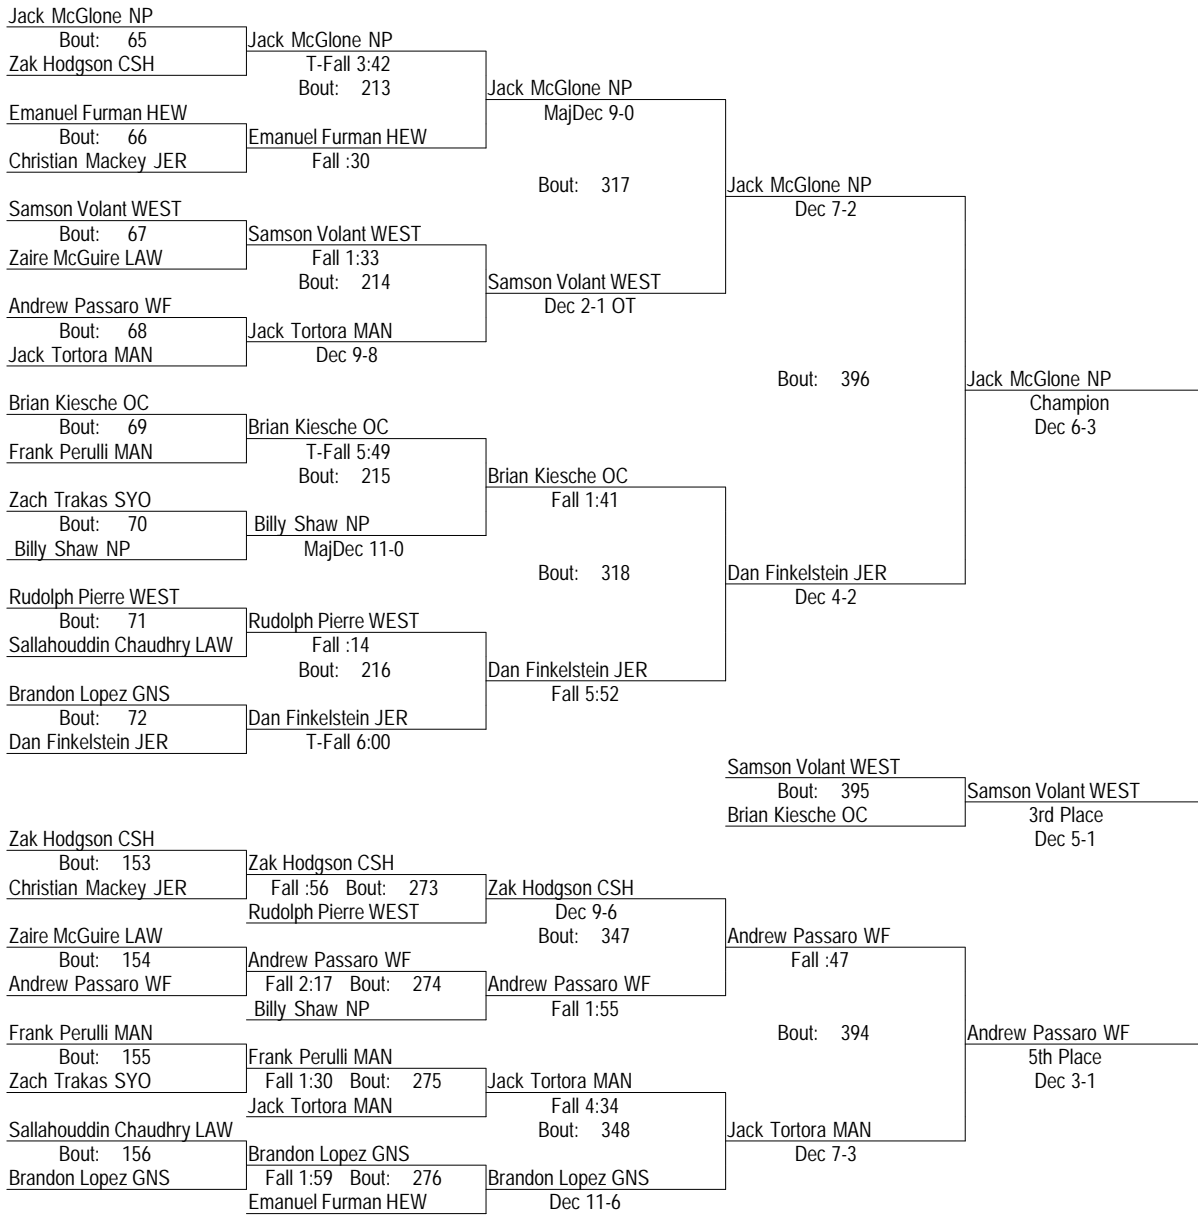 Jack McGlone NP
Bout: 65
Zak Hodgson CSH
Emanuel Furman HEW
Bout: 66
Christian Mackey JER
Samson Volant WEST
Bout: 67
Zaire McGuire LAW
Andrew Passaro WF
Bout: 68
Jack Tortora MAN
Brian Kiesche OC
Bout: 69
Frank Perulli MAN
Zach Trakas SYO
Bout: 70
Billy Shaw NP
Rudolph Pierre WEST
Bout: 71
Sallahouddin Chaudhry LAW
Brandon Lopez GNS
Bout: 72
Dan Finkelstein JER
Jack McGlone NP
T-Fall 3:42
Bout: 213
Emanuel Furman HEW
Fall :30
Samson Volant WEST
Fall 1:33
Bout: 214
Jack Tortora MAN
Dec 9-8
Brian Kiesche OC
T-Fall 5:49
Bout: 215
Billy Shaw NP
MajDec 11-0
Rudolph Pierre WEST
Fall :14
Bout: 216
Dan Finkelstein JER
T-Fall 6:00
Jack McGlone NP
MajDec 9-0
Bout: 317
Samson Volant WEST
Dec 2-1 OT
Brian Kiesche OC
Fall 1:41
Bout: 318
Dan Finkelstein JER
Fall 5:52
Jack McGlone NP
Dec 7-2
Bout: 396
Dan Finkelstein JER
Dec 4-2
Jack McGlone NP
Champion
Dec 6-3
Samson Volant WEST
Bout: 395
Brian Kiesche OC
Samson Volant WEST
3rd Place
Dec 5-1
Zak Hodgson CSH
Bout: 153
Christian Mackey JER
Zaire McGuire LAW
Bout: 154
Andrew Passaro WF
Frank Perulli MAN
Bout: 155
Zach Trakas SYO
Sallahouddin Chaudhry LAW
Bout: 156
Brandon Lopez GNS
Zak Hodgson CSH
Fall :56 Bout: 273
Rudolph Pierre WEST
Andrew Passaro WF
Fall 2:17 Bout: 274
Billy Shaw NP
Frank Perulli MAN
Fall 1:30 Bout: 275
Jack Tortora MAN
Brandon Lopez GNS
Fall 1:59 Bout: 276
Emanuel Furman HEW
Zak Hodgson CSH
Dec 9-6
Bout: 347
Andrew Passaro WF
Fall 1:55
Jack Tortora MAN
Fall 4:34
Bout: 348
Brandon Lopez GNS
Dec 11-6
Andrew Passaro WF
Fall :47
Bout: 394
Jack Tortora MAN
Dec 7-3
Andrew Passaro WF
5th Place
Dec 3-1